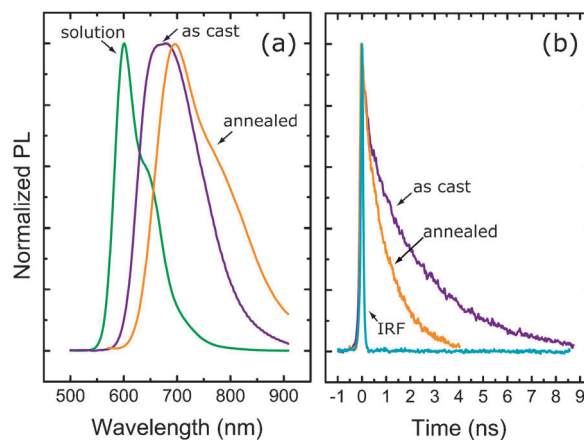 solution
as cast
(a)
annealed
Normalized PL
500 600 700 800 900
Wavelength (nm)
(b)
as cast
annealed
IRF
-1 0 1 2 3 4 5 6 7 8 9
Time (ns)